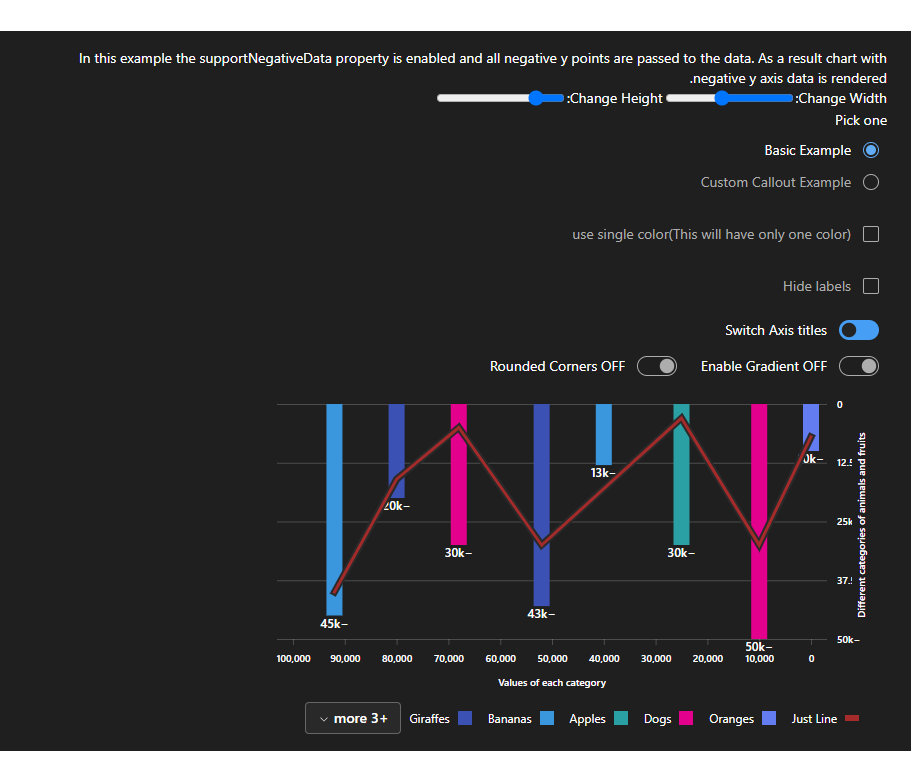 In this example the supportNegativeData property is enabled and all negative y points are passed to the data. As a result chart with
.negative y axis data is rendered
:Change Height :Change Width
Pick one
Basic Example
Custom Callout Example
use single color(This will have only one color)
Hide labels
Switch Axis titles
Rounded Corners OFF Enable Gradient OFF
0
12.5
25k
37.5
50k−
Different categories of animals and fruits
45k−
20k−
30k−
43k−
13k−
30k−
50k−
0k−
100,000 90,000 80,000 70,000 60,000 50,000 40,000 30,000 20,000 10,000 0
Values of each category
more 3+ Giraffes Bananas Apples Dogs Oranges Just Line